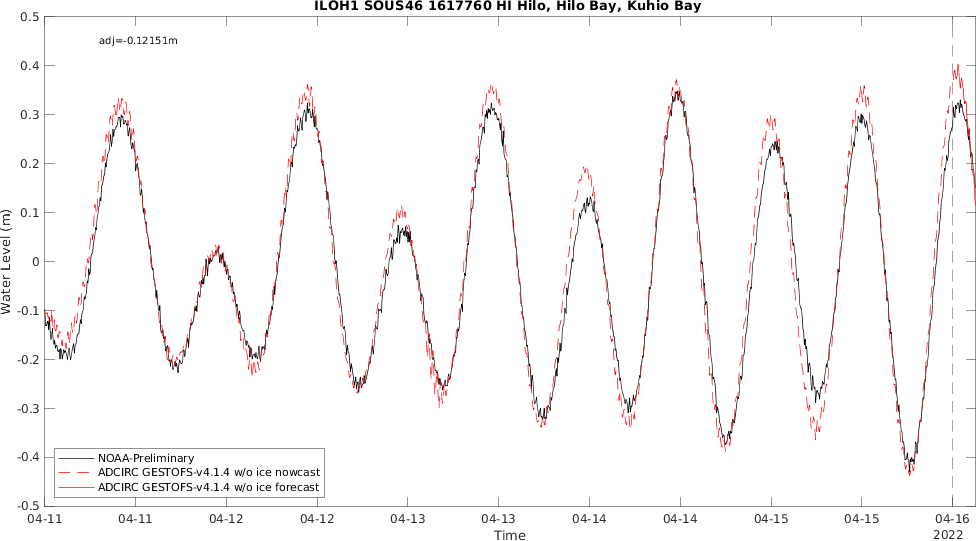 ILOH1 SOUS46 1617760 HI Hilo, Hilo Bay, Kuhio Bay
adj=-0.12151m
Water Level (m)
0.5
0.4
0.3
0.2
0.1
0
-0.1
-0.2
-0.3
-0.4
-0.5
NOAA-Preliminary
ADCIRC GESTOFS-v4.1.4 w/o ice nowcast
ADCIRC GESTOFS-v4.1.4 w/o ice forecast
04-11 04-11 04-12 04-12 04-13 04-13 04-14 04-14 04-15 04-15 04-16
Time
2022